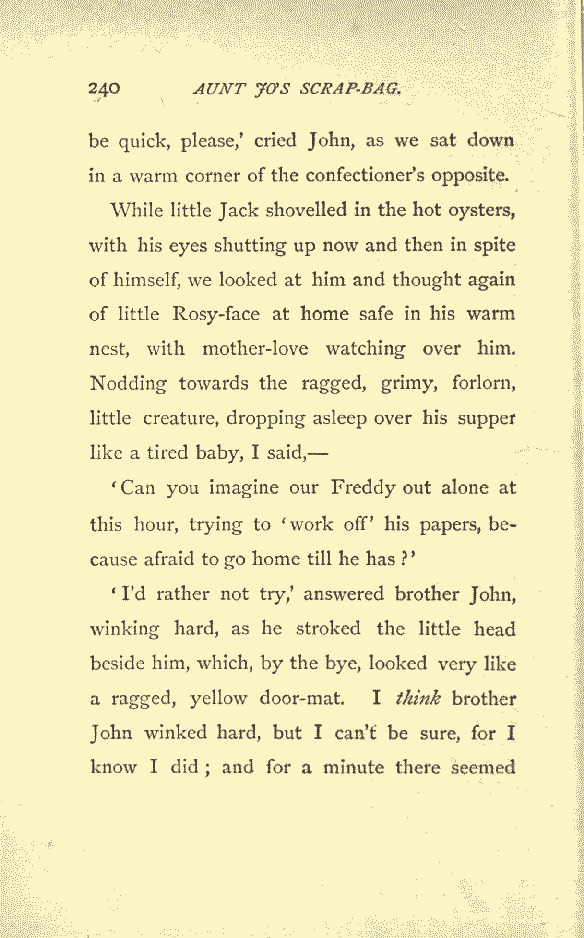 240 AUNT JO'S SCRAP-BAG.
be quick, please,' cried John, as we sat down
in a warm corner of the confectioner's opposite.
While little Jack shovelled in the hot oysters,
with his eyes shutting up now and then in spite
of himself, we looked at him and thought again
of little Rosy-face at home safe in his warm
nest, with mother-love watching over him.
Nodding towards the ragged, grimy, forlorn,
little creature, dropping asleep over his supper
like a tired baby, I said,—
'Can you imagine our Freddy out alone at
this hour, trying to 'work off' his papers, be-
cause afraid to go home till he has?'
'I'd rather not try,' answered brother John,
winking hard, as he stroked the little head
beside him, which, by the bye, looked very like
a ragged, yellow door-mat. I think brother
John winked hard, but I can't be sure, for I
know I did; and for a minute there seemed